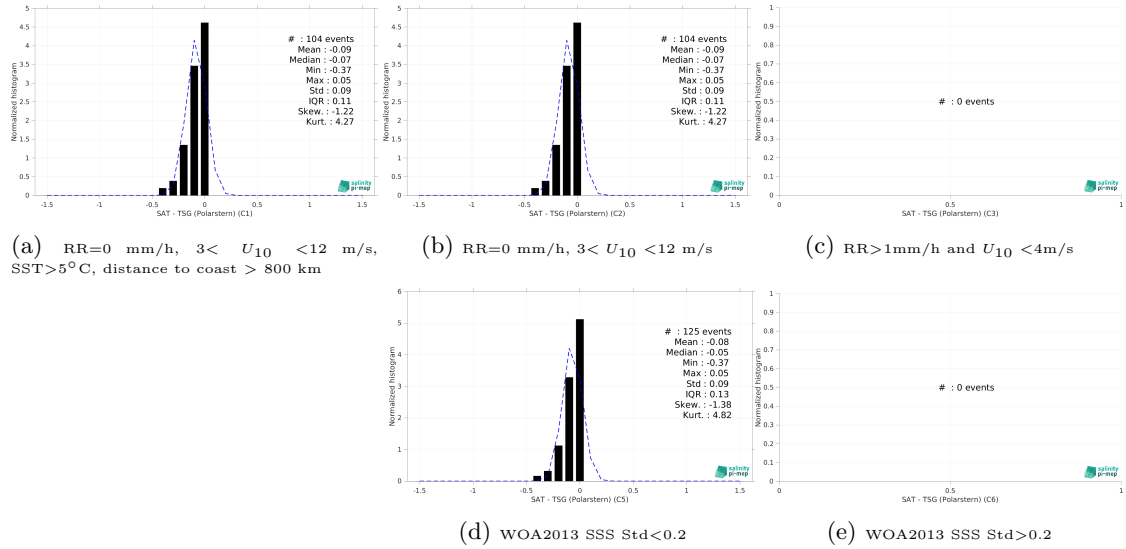 Normalized histogram
5
4.5
4
3.5
3
2.5
2
1.5
1
0.5
0
-1.5 -1 -0.5 0 0.5 1 1.5
SAT - TSG (Polarstern) (C1)
# : 104 events
Mean : -0.09
Median : -0.07
Min : -0.37
Max : 0.05
Std : 0.09
IQR : 0.11
Skew. : -1.22
Kurt. : 4.27
salinity
pi-mep
Normalized histogram
5
4.5
4
3.5
3
2.5
2
1.5
1
0.5
0
-1.5 -1 -0.5 0 0.5 1 1.5
SAT - TSG (Polarstern) (C2)
# : 104 events
Mean : -0.09
Median : -0.07
Min : -0.37
Max : 0.05
Std : 0.09
IQR : 0.11
Skew. : -1.22
Kurt. : 4.27
salinity
pi-mep
Normalized histogram
1
0.9
0.8
0.7
0.6
0.5
0.4
0.3
0.2
0.1
0
0 0.5 1
SAT - TSG (Polarstern) (C3)
# : 0 events
salinity
pi-mep
(a) RR=0 mm/h, 3< U10 <12 m/s,
SST>5°C, distance to coast > 800 km
(b) RR=0 mm/h, 3< U10 <12 m/s
(c) RR>1mm/h and U10 <4m/s
Normalized histogram
6
5
4
3
2
1
0
-1.5 -1 -0.5 0 0.5 1 1.5
SAT - TSG (Polarstern) (C5)
# : 125 events
Mean : -0.08
Median : -0.05
Min : -0.37
Max : 0.05
Std : 0.09
IQR : 0.13
Skew. : -1.38
Kurt. : 4.82
salinity
pi-mep
Normalized histogram
1
0.9
0.8
0.7
0.6
0.5
0.4
0.3
0.2
0.1
0
0 0.5 1
SAT - TSG (Polarstern) (C6)
# : 0 events
salinity
pi-mep
(d) WOA2013 SSS Std<0.2
(e) WOA2013 SSS Std>0.2